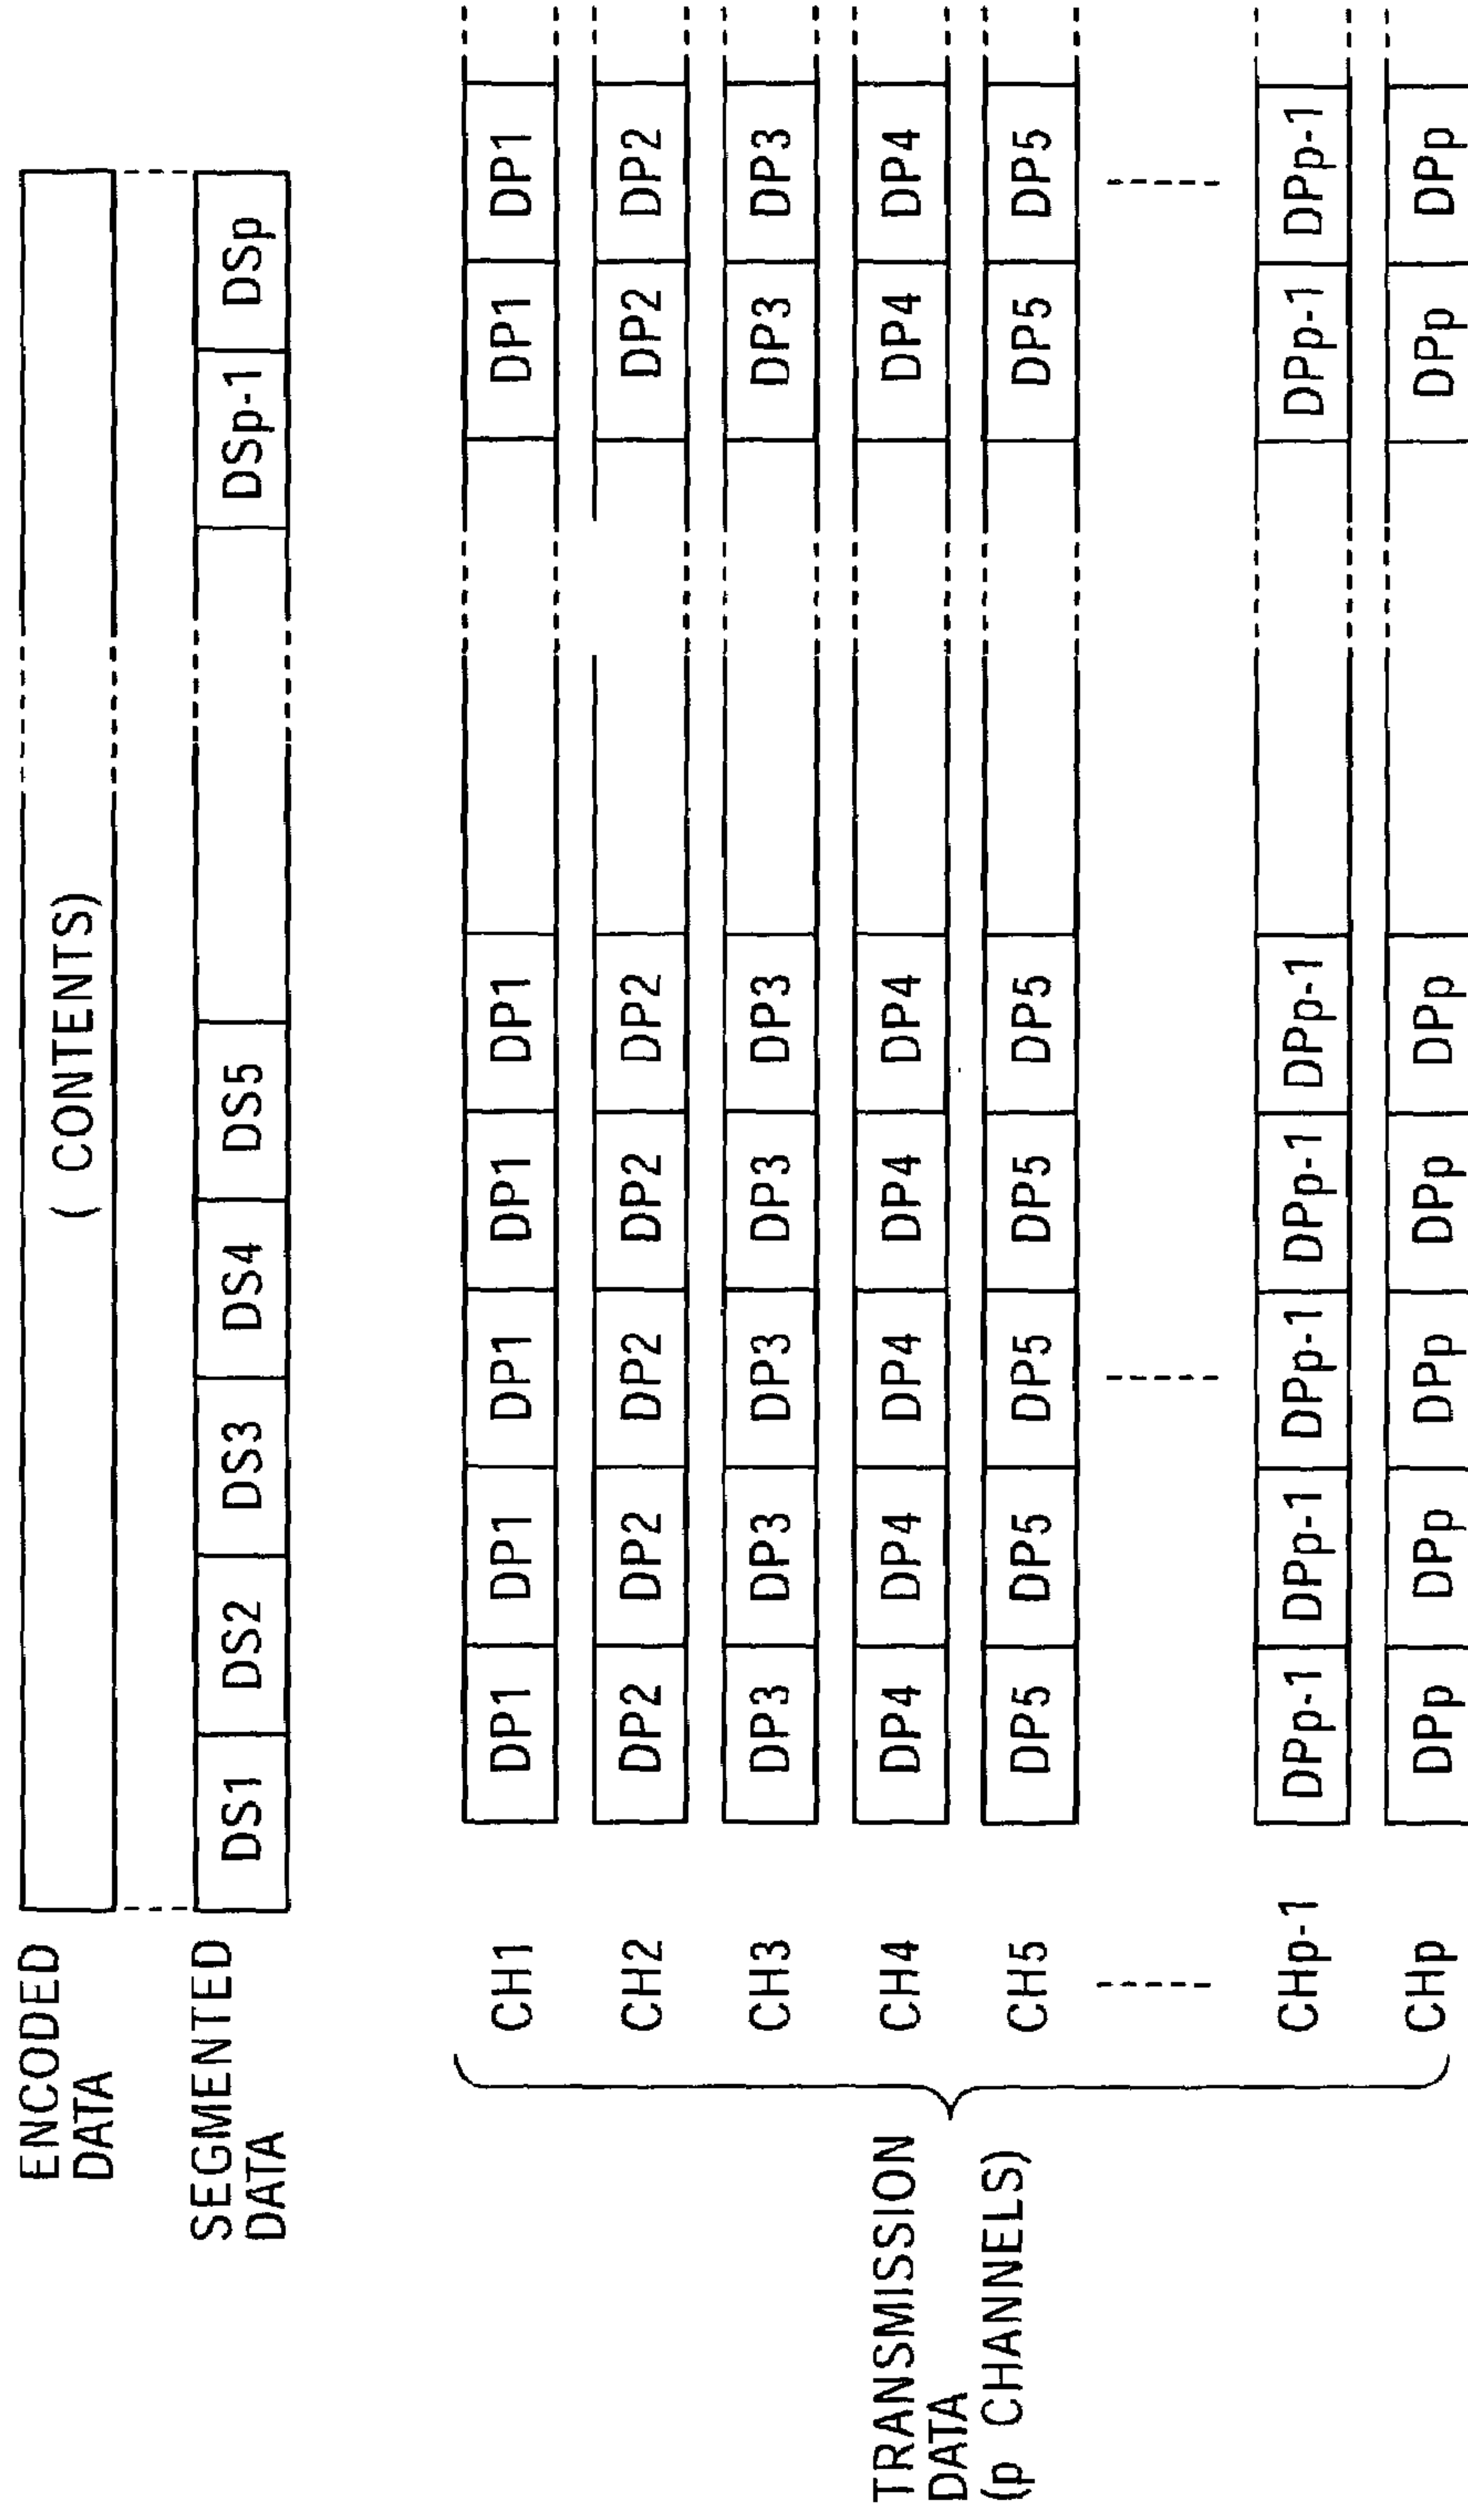 ENCODED
DATA
(CONTENTS)
SEGMENTED
DATA
DS1 DS2 DS3 DS4 DS5 DSp-1 DSp
TRANSMISSION
DATA
(p CHANNELS)
CH1 DP1 DP1 DP1 DP1 DP1 DP1 DP1
CH2 DP2 DP2 DP2 DP2 DP2 DP2 DP2
CH3 DP3 DP3 DP3 DP3 DP3 DP3 DP3
CH4 DP4 DP4 DP4 DP4 DP4 DP4 DP4
CH5 DP5 DP5 DP5 DP5 DP5 DP5 DP5
CHp-1 DPp-1 DPp-1 DPp-1 DPp-1 DPp-1 DPp-1 DPp-1
CHp DPp DPp DPp DPp DPp DPp DPp